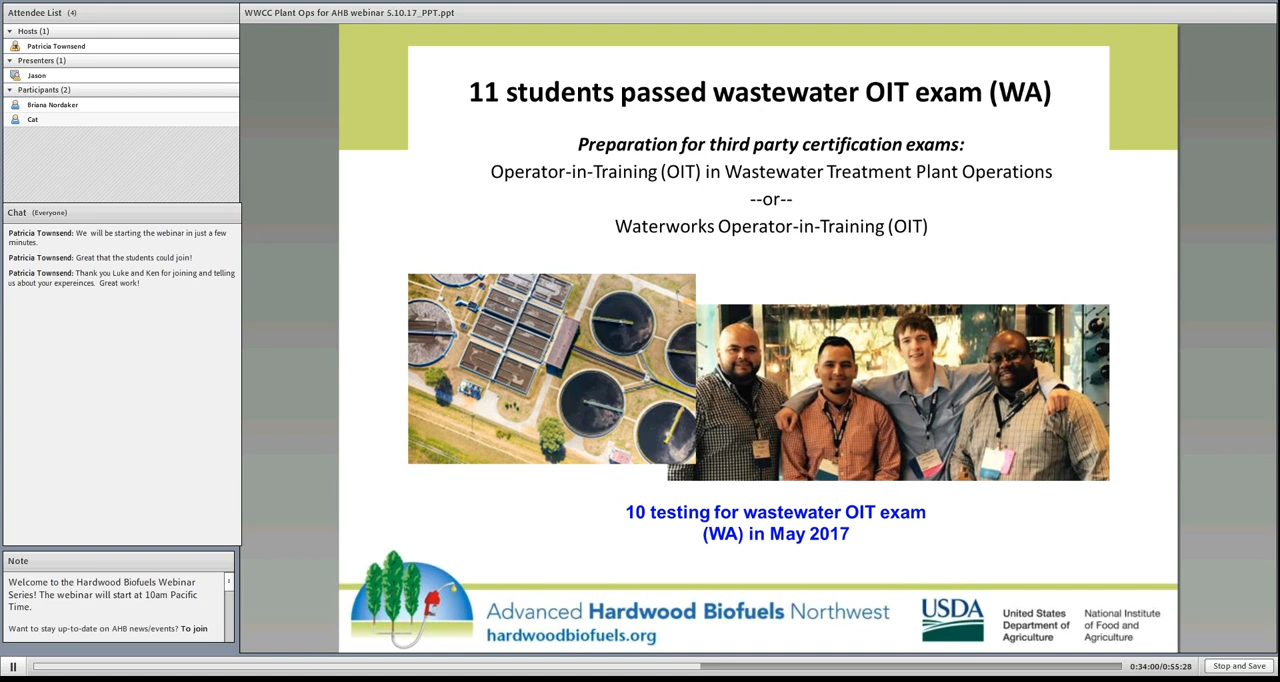 Attendee List (4)
Hosts (1)
Patricia Townsend
Presenters (1)
Jason
Participants (2)
Briana Nordaker
Cat
Chat (Everyone)
Patricia Townsend: We will be starting the webinar in just a few
minutes.
Patricia Townsend: Great that the students could join!
Patricia Townsend: Thank you Luke and Ken for joining and telling
us about your expereinces. Great work!
Note
Welcome to the Hardwood Biofuels Webinar
Series! The webinar will start at 10am Pacific
Time.
Want to stay up-to-date on AHB news/events? To join
WWCC Plant Ops for AHB webinar 5.10.17_PPT.ppt
11 students passed wastewater OIT exam (WA)
Preparation for third party certification exams:
Operator-in-Training (OIT) in Wastewater Treatment Plant Operations
--or--
Waterworks Operator-in-Training (OIT)
10 testing for wastewater OIT exam
(WA) in May 2017
Advanced Hardwood Biofuels Northwest
hardwoodbiofuels.org
USDA
United States
Department of
Agriculture
National Institute
of Food and
Agriculture
0:34:00/0:55:28
Stop and Save